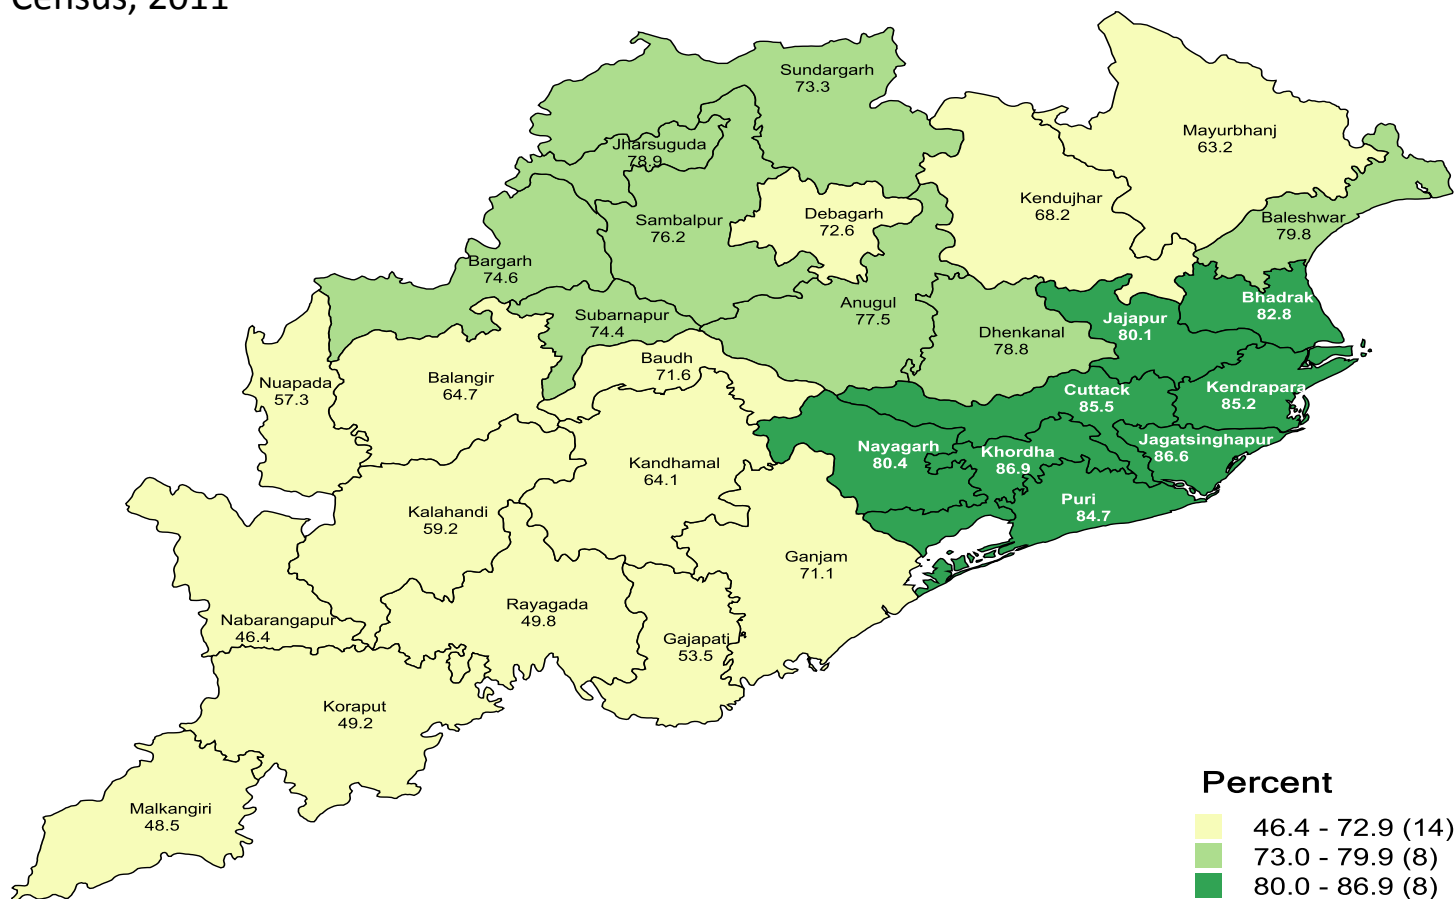 Census, 2011
Sundargarh
73.3
Mayurbhanj
63.2
Jharsuguda
78.9
Kendujhar
68.2
Debagarh
72.6
Sambalpur
76.2
Baleshwar
79.8
Bargarh
74.6
Bhadrak
82.8
Anugul
77.5
Subarnapur
74.4
Jajapur
80.1
Dhenkanal
78.8
Baudh
71.6
Nuapada
57.3
Balangir
64.7
Cuttack
85.5
Kendrapara
85.2
Nayagarh
80.4
Khordha
86.9
Jagatsinghapur
86.6
Kandhamal
64.1
Puri
84.7
Kalahandi
59.2
Ganjam
71.1
Rayagada
49.8
Nabarangapur
46.4
Gajapati
53.5
Koraput
49.2
Malkangiri
48.5
Percent
46.4 - 72.9 (14)
73.0 - 79.9 (8)
80.0 - 86.9 (8)